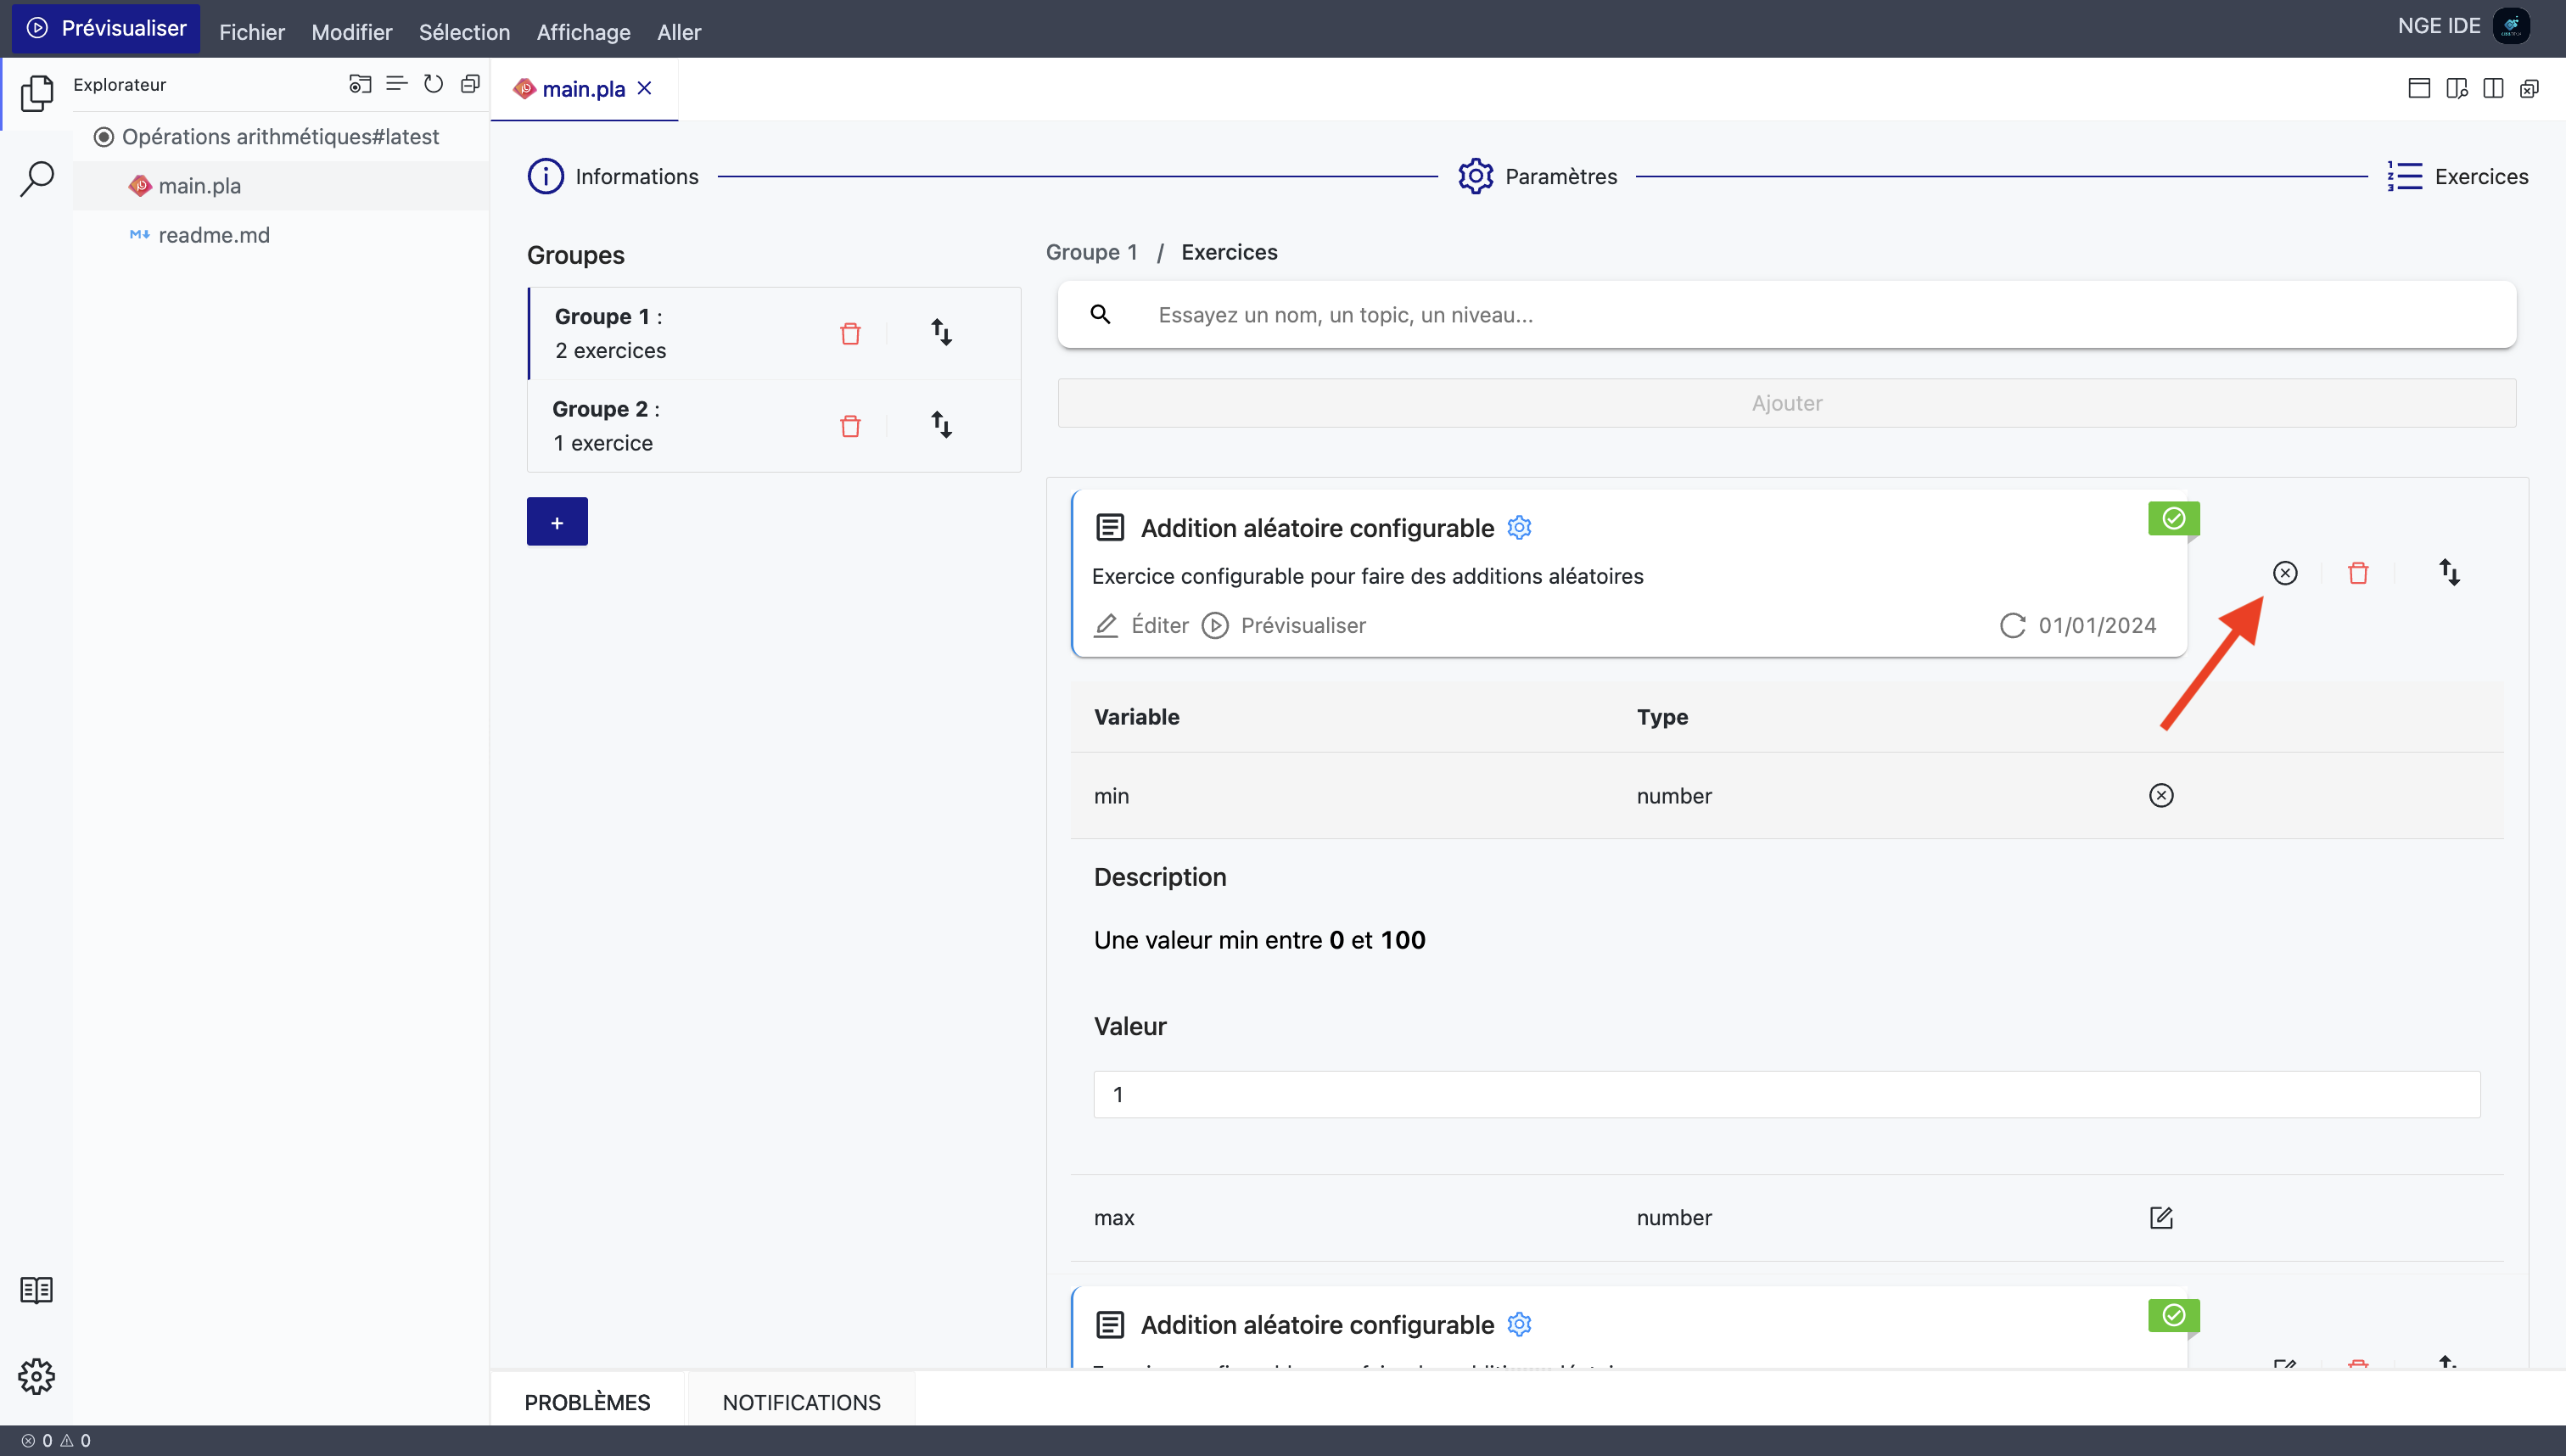 Prévisualiser Fichier Modifier Sélection Affichage Aller NGE IDE
Explorateur
main.pla
Opérations arithmétiques#latest
main.pla
readme.md
Informations Paramètres Exercices
Groupes
Groupe 1 :
2 exercices
Groupe 2 :
1 exercice
+
Groupe 1 / Exercices
Essayez un nom, un topic, un niveau...
Ajouter
Addition aléatoire configurable
Exercice configurable pour faire des additions aléatoires
Éditer Prévisualiser 01/01/2024
Variable Type
min number
Description
Une valeur min entre 0 et 100
Valeur
1
max number
Addition aléatoire configurable
PROBLÈMES NOTIFICATIONS
0 0